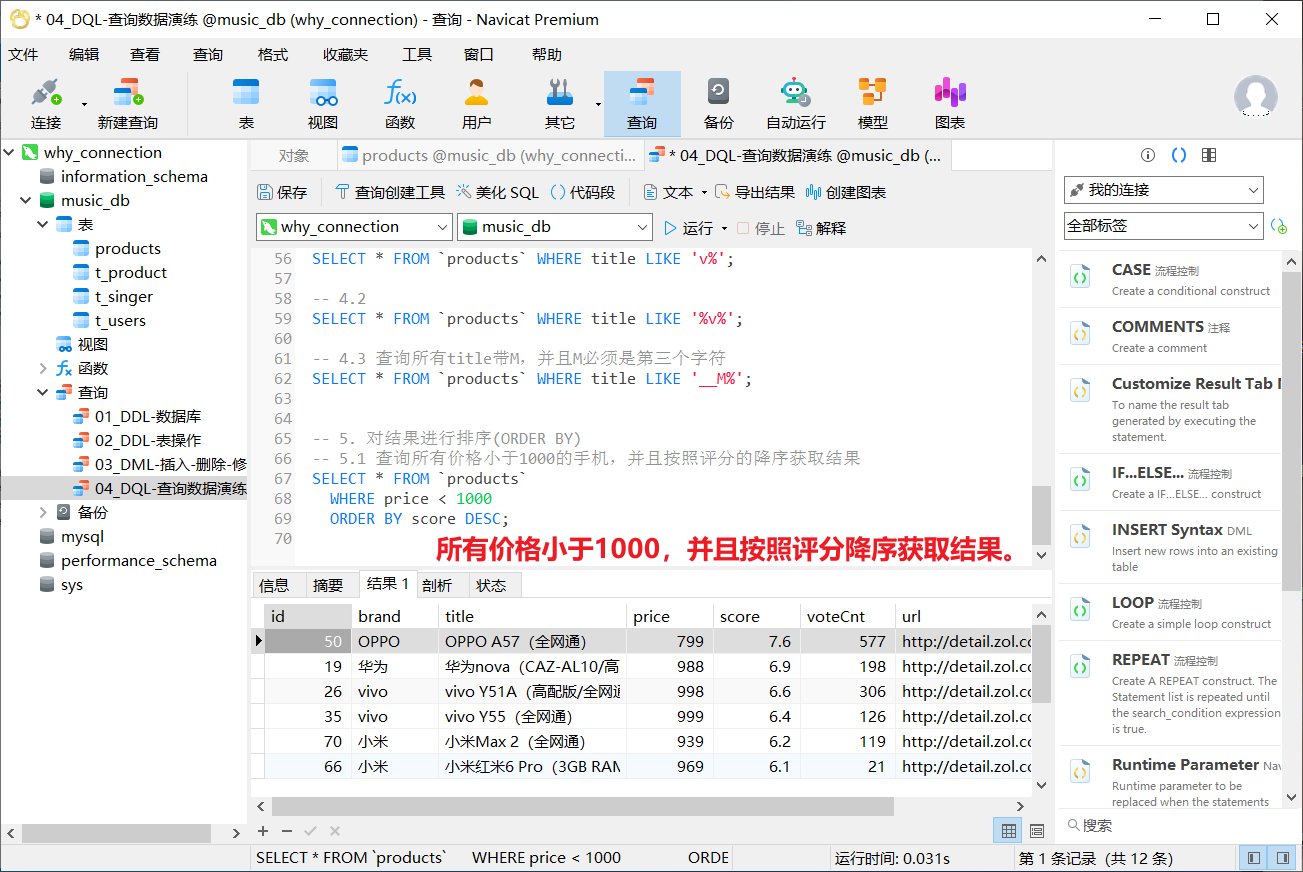 * 04_DQL-查询数据演练 @music_db (why_connection) - 查询 - Navicat Premium
文件 编辑 查看 查询 格式 收藏夹 工具 窗口 帮助
连接 新建查询 表 视图 函数 用户 其它 查询 备份 自动运行 模型 图表
why_connection
information_schema
music_db
表
products
t_product
t_singer
t_users
视图
函数
查询
01_DDL-数据库
02_DDL-表操作
03_DML-插入-删除-修
04_DQL-查询数据演练
备份
mysql
performance_schema
sys
对象 products @music_db (why_connecti... * 04_DQL-查询数据演练 @music_db (...
保存 查询创建工具 美化 SQL () 代码段 文本 导出结果 创建图表
why_connection music_db 运行 停止 解释
56 SELECT * FROM `products` WHERE title LIKE 'v%';
57
58 -- 4.2
59 SELECT * FROM `products` WHERE title LIKE '%v%';
60
61 -- 4.3 查询所有title带M，并且M必须是第三个字符
62 SELECT * FROM `products` WHERE title LIKE '__M%';
63
64
65 -- 5. 对结果进行排序(ORDER BY)
66 -- 5.1 查询所有价格小于1000的手机，并且按照评分的降序获取结果
67 SELECT * FROM `products`
68 WHERE price < 1000
69 ORDER BY score DESC;
70
所有价格小于1000，并且按照评分降序获取结果。
信息 摘要 结果 1 剖析 状态
id brand title price score voteCnt url
50 OPPO OPPO A57（全网通） 799 7.6 577 http://detail.zol.cc
19 华为 华为nova（CAZ-AL10/高 988 6.9 198 http://detail.zol.cc
26 vivo vivo Y51A（高配版/全网通 998 6.6 306 http://detail.zol.cc
35 vivo vivo Y55（全网通） 999 6.4 126 http://detail.zol.cc
70 小米 小米Max 2（全网通） 939 6.2 119 http://detail.zol.cc
66 小米 小米红米6 Pro（3GB RAM 969 6.1 21 http://detail.zol.cc
SELECT * FROM `products` WHERE price < 1000 ORDE
运行时间: 0.031s
第 1 条记录 (共 12 条)
我的连接
全部标签
CASE 流程控制
Create a conditional construct
COMMENTS 注释
Create a comment
Customize Result Tab N
To name the result tab
generated by executing the
statement.
IF...ELSE... 流程控制
Create a IF...ELSE... construct
INSERT Syntax DML
Insert new rows into an existing
table
LOOP 流程控制
Create a simple loop construct
REPEAT 流程控制
Create A REPEAT construct. The
Statement list is repeated until
the search_condition expression
is true.
Runtime Parameter Nav
Runtime parameter to be
replaced when the statements
搜索